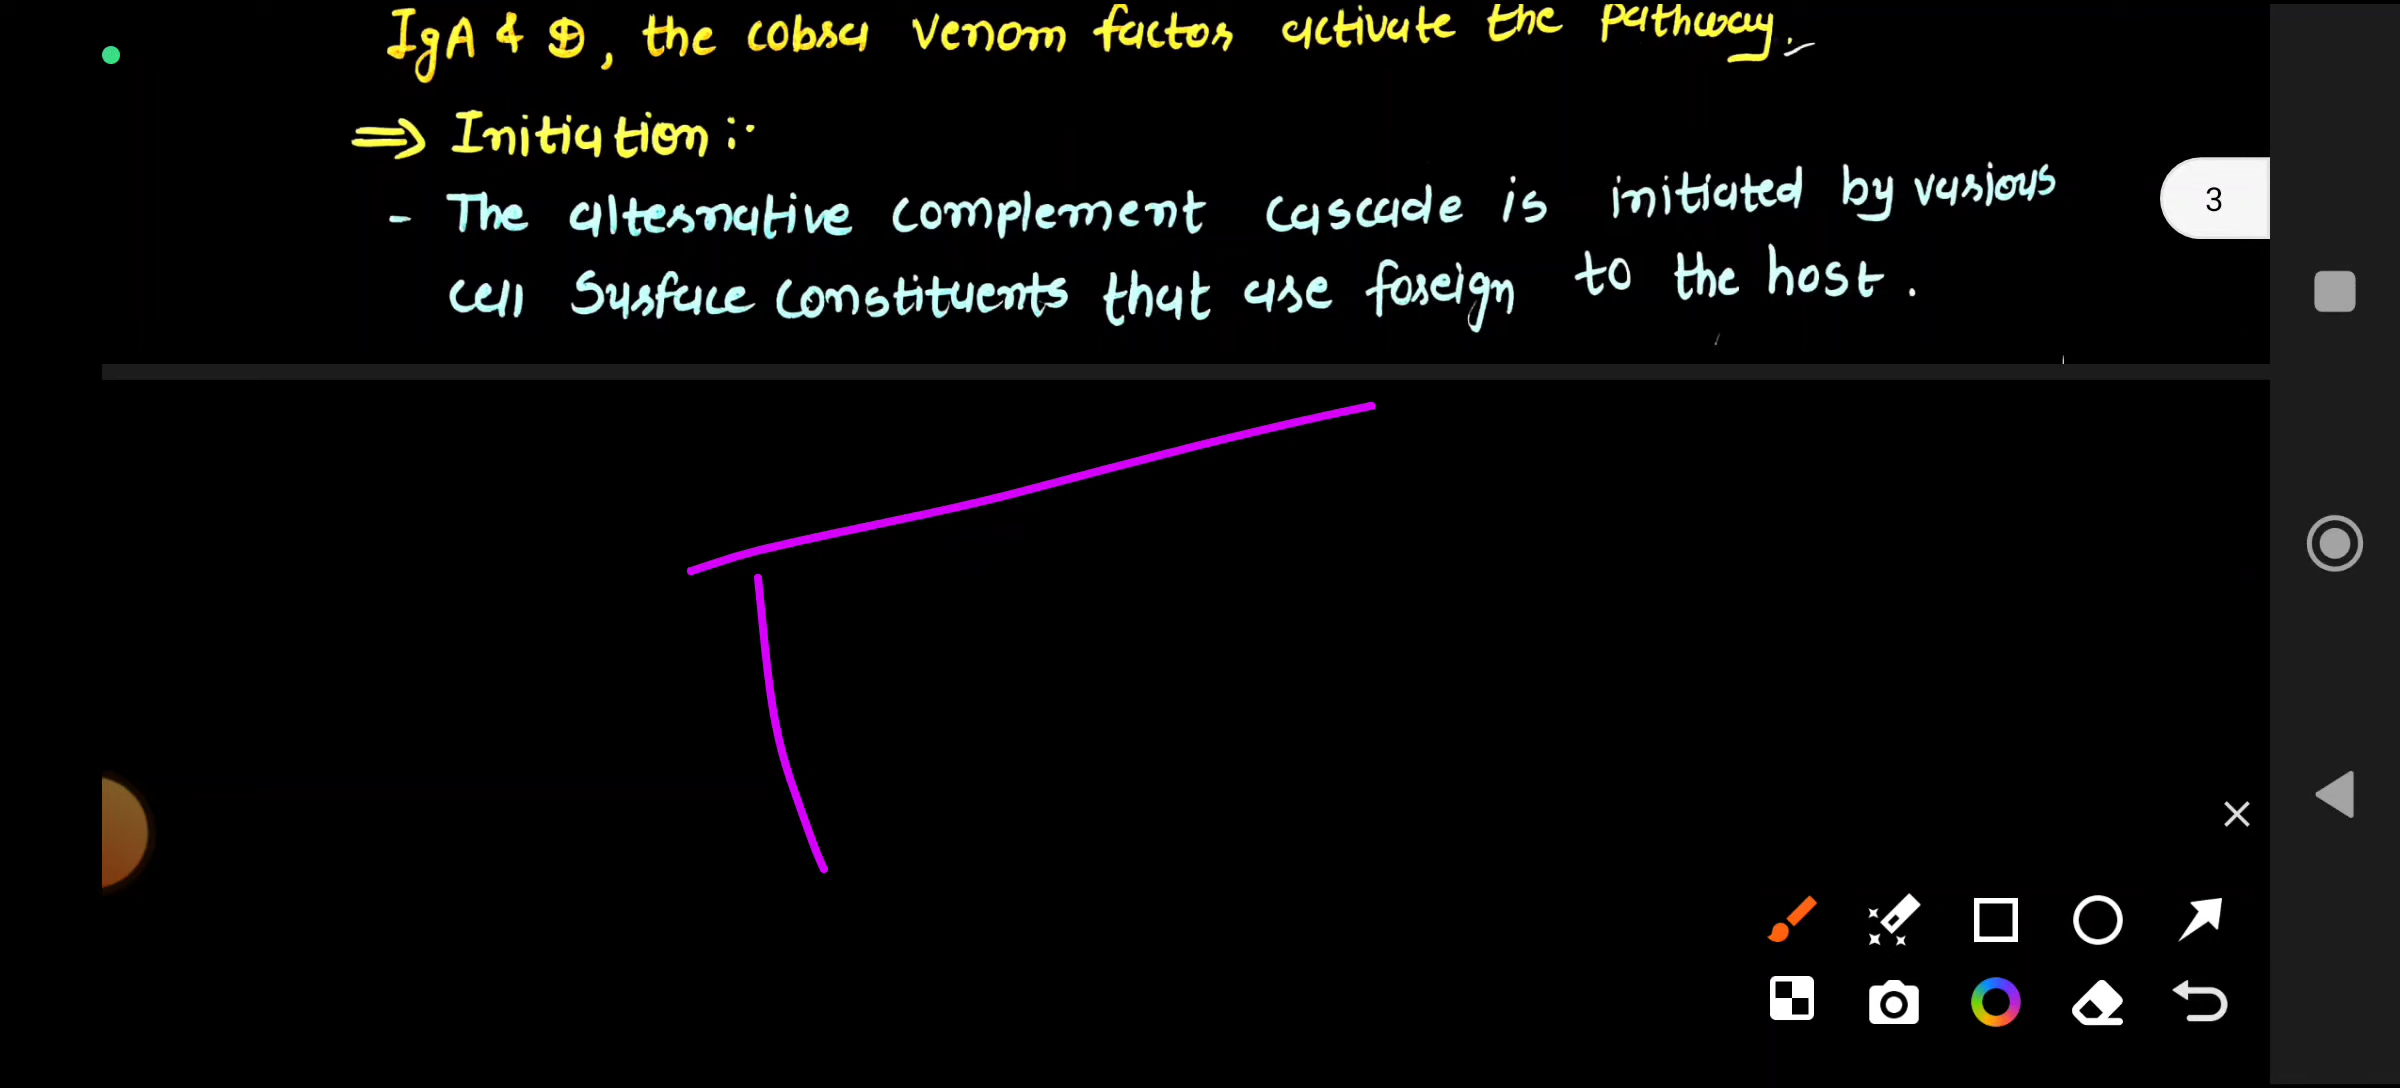 IgA & D, the cobra venom factor activate the pathway.
⇒ Initiation :-
- The alternative complement cascade is initiated by various
cell surface constituents that are foreign to the host.
3